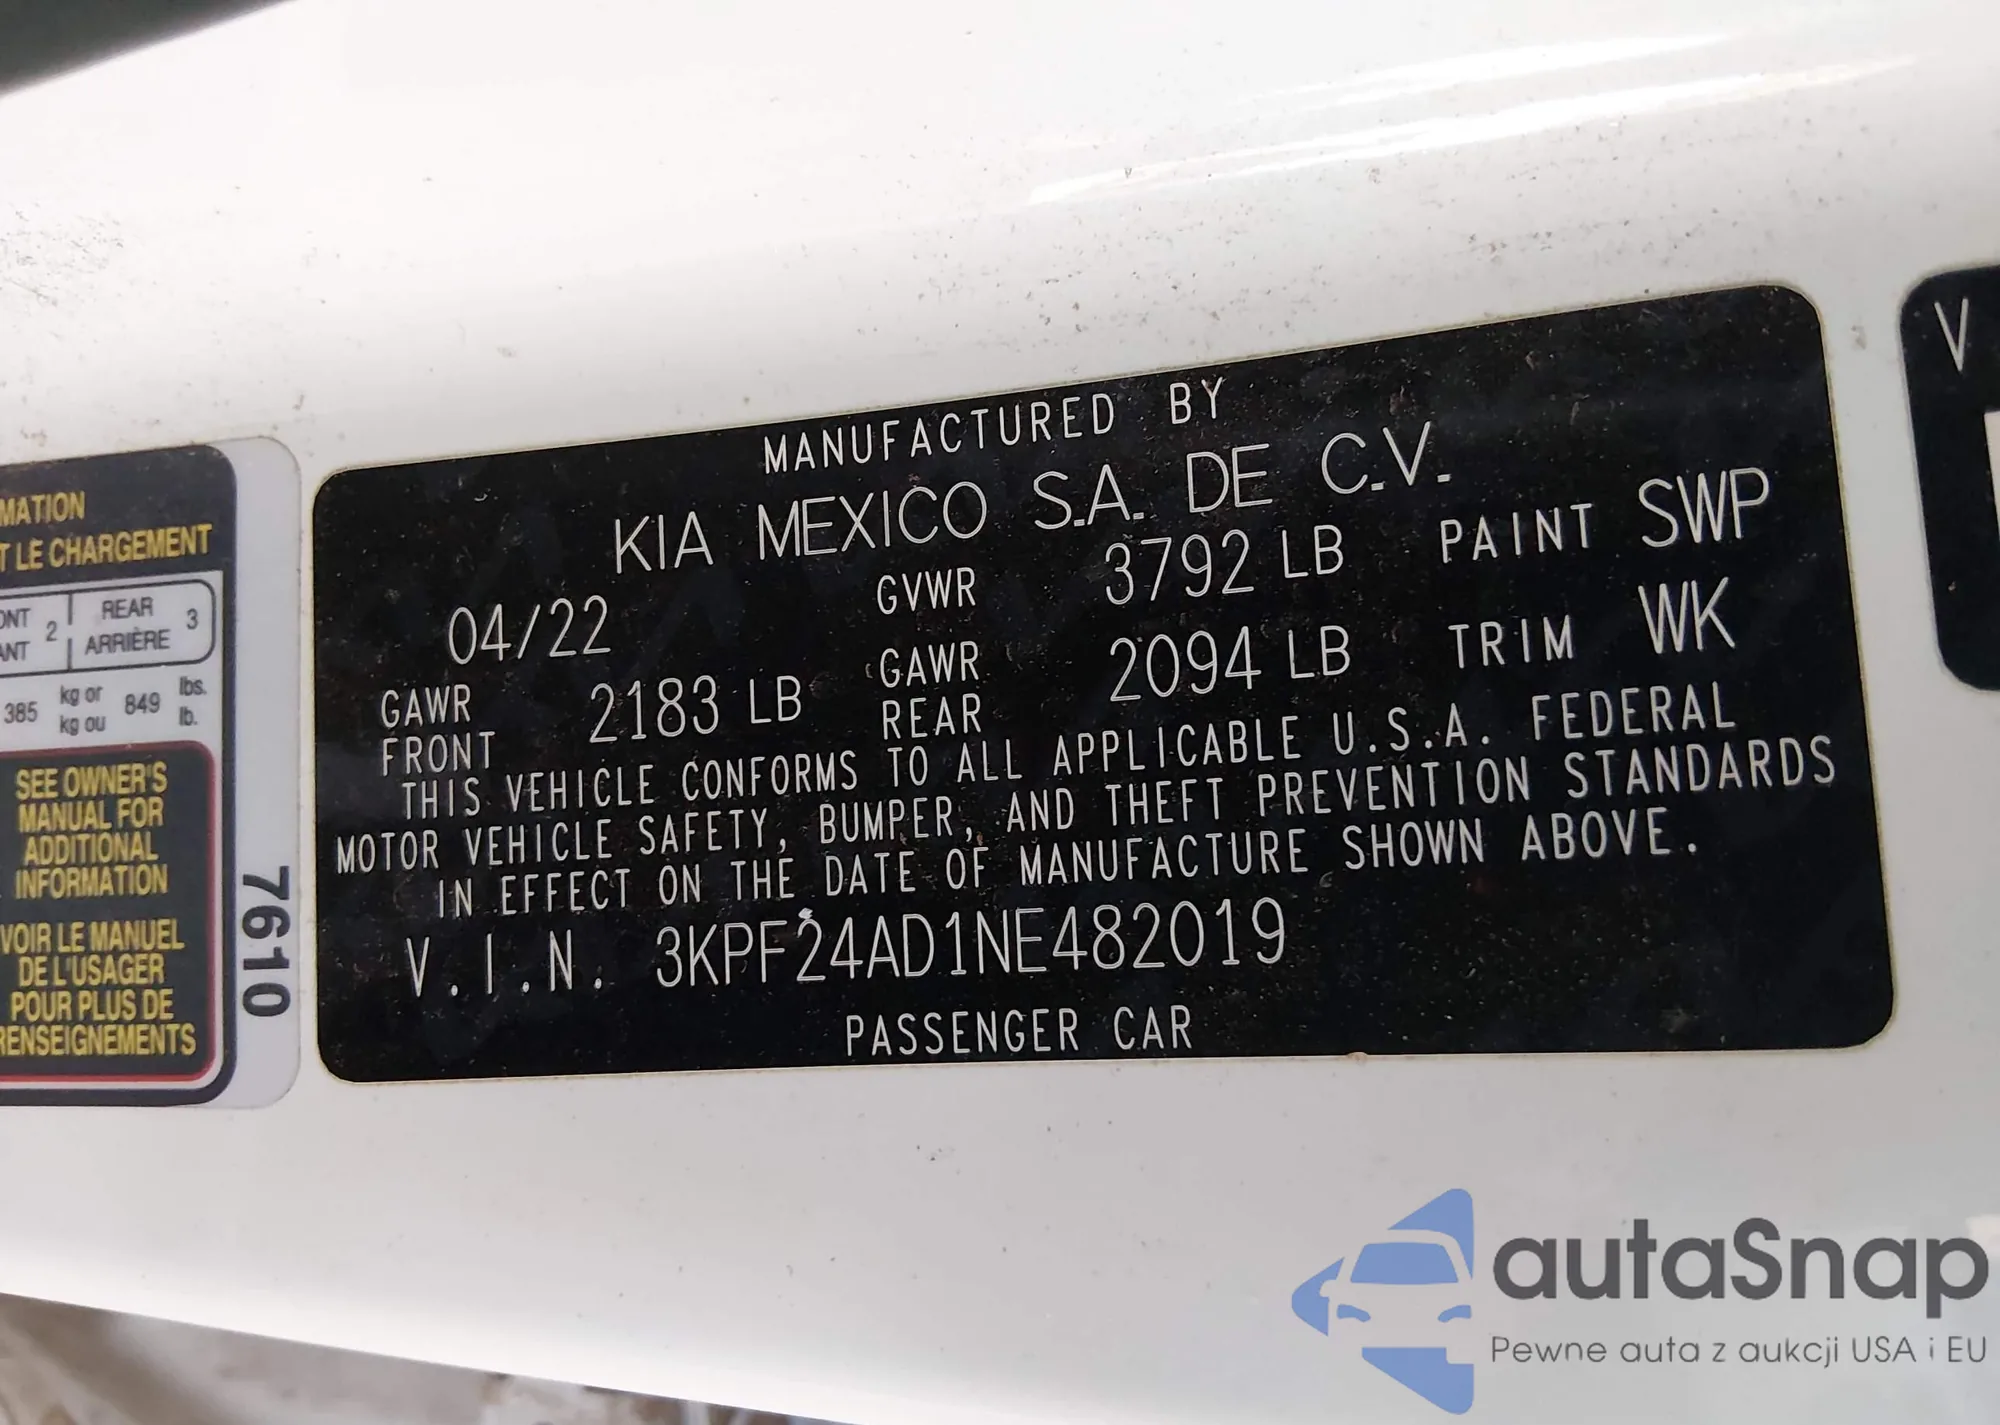 MANUFACTURED BY
KIA MEXICO S.A. DE C.V.
04/22 GVWR 3792 LB PAINT SWP
GAWR FRONT 2183 LB GAWR REAR 2094 LB TRIM WK
THIS VEHICLE CONFORMS TO ALL APPLICABLE U.S.A. FEDERAL
MOTOR VEHICLE SAFETY, BUMPER, AND THEFT PREVENTION STANDARDS
IN EFFECT ON THE DATE OF MANUFACTURE SHOWN ABOVE.
V.I.N. 3KPF24AD1NE482019
PASSENGER CAR
MATION
T LE CHARGEMENT
ONT 2 REAR 3
ANT ARRIÈRE
385 kg or 849 lbs.
kg ou lb.
SEE OWNER'S
MANUAL FOR
ADDITIONAL
INFORMATION
VOIR LE MANUEL
DE L'USAGER
POUR PLUS DE
RENSEIGNEMENTS
7610
V
autaSnap
Pewne auta z aukcji USA i EU